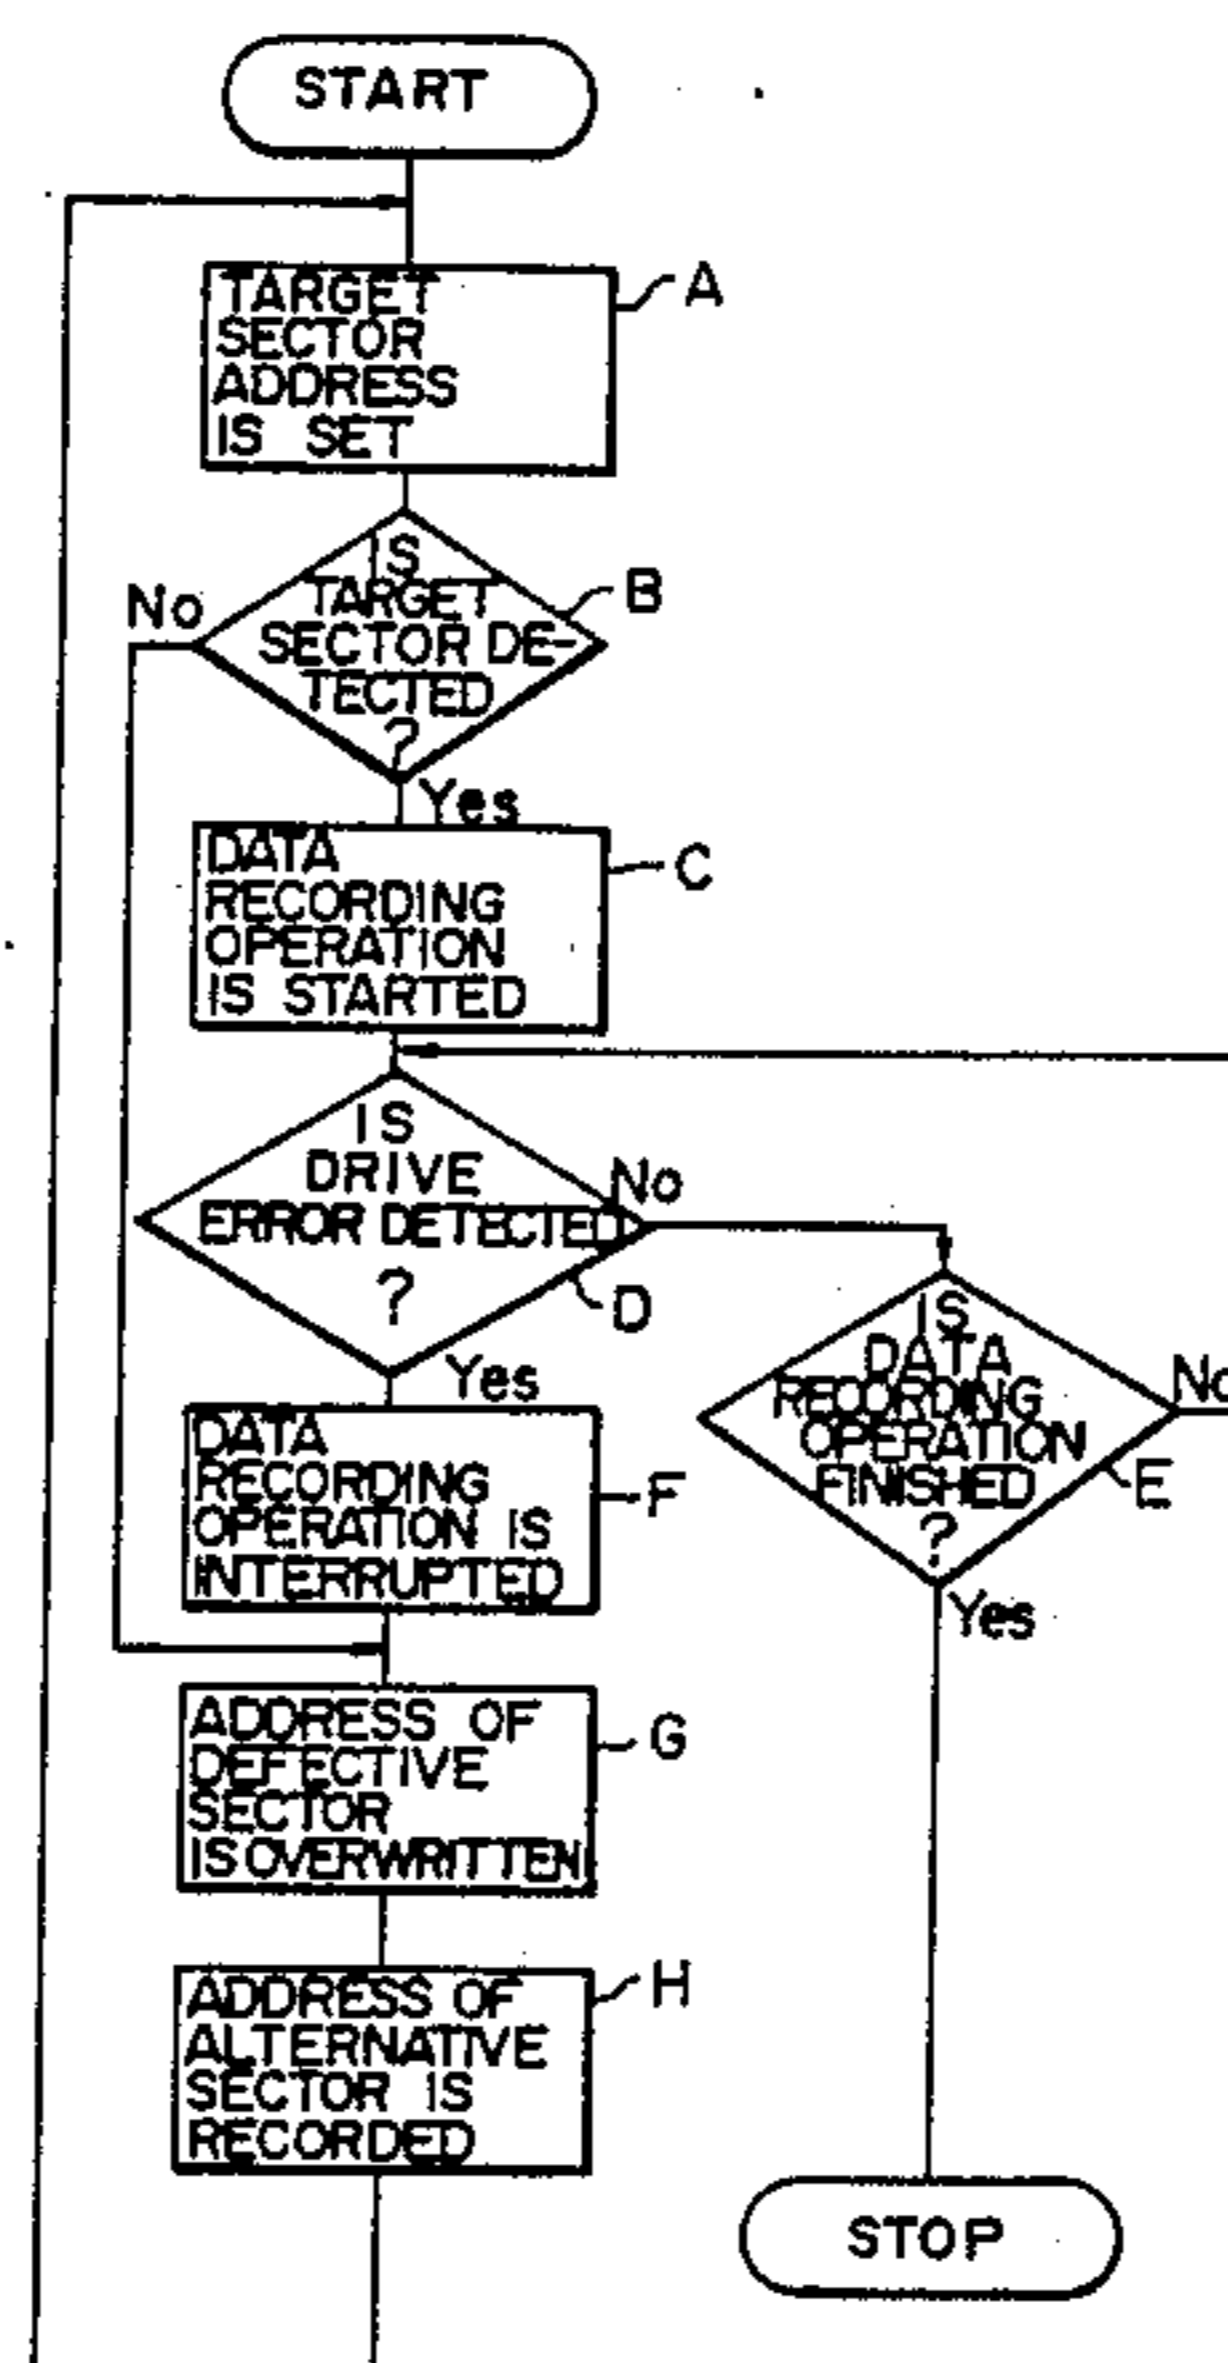 START
A
TARGET
SECTOR
ADDRESS
IS SET
B
No
IS
TARGET
SECTOR DE-
TECTED
?
Yes
C
DATA
RECORDING
OPERATION
IS STARTED
IS
DRIVE
ERROR DETECTED
?
No
D
Yes
IS
DATA
RECORDING
OPERATION
FINISHED
?
No
E
Yes
DATA
RECORDING
OPERATION IS
INTERRUPTED
F
ADDRESS OF
DEFECTIVE
SECTOR
IS OVERWRITTEN
G
ADDRESS OF
ALTERNATIVE
SECTOR IS
RECORDED
H
STOP